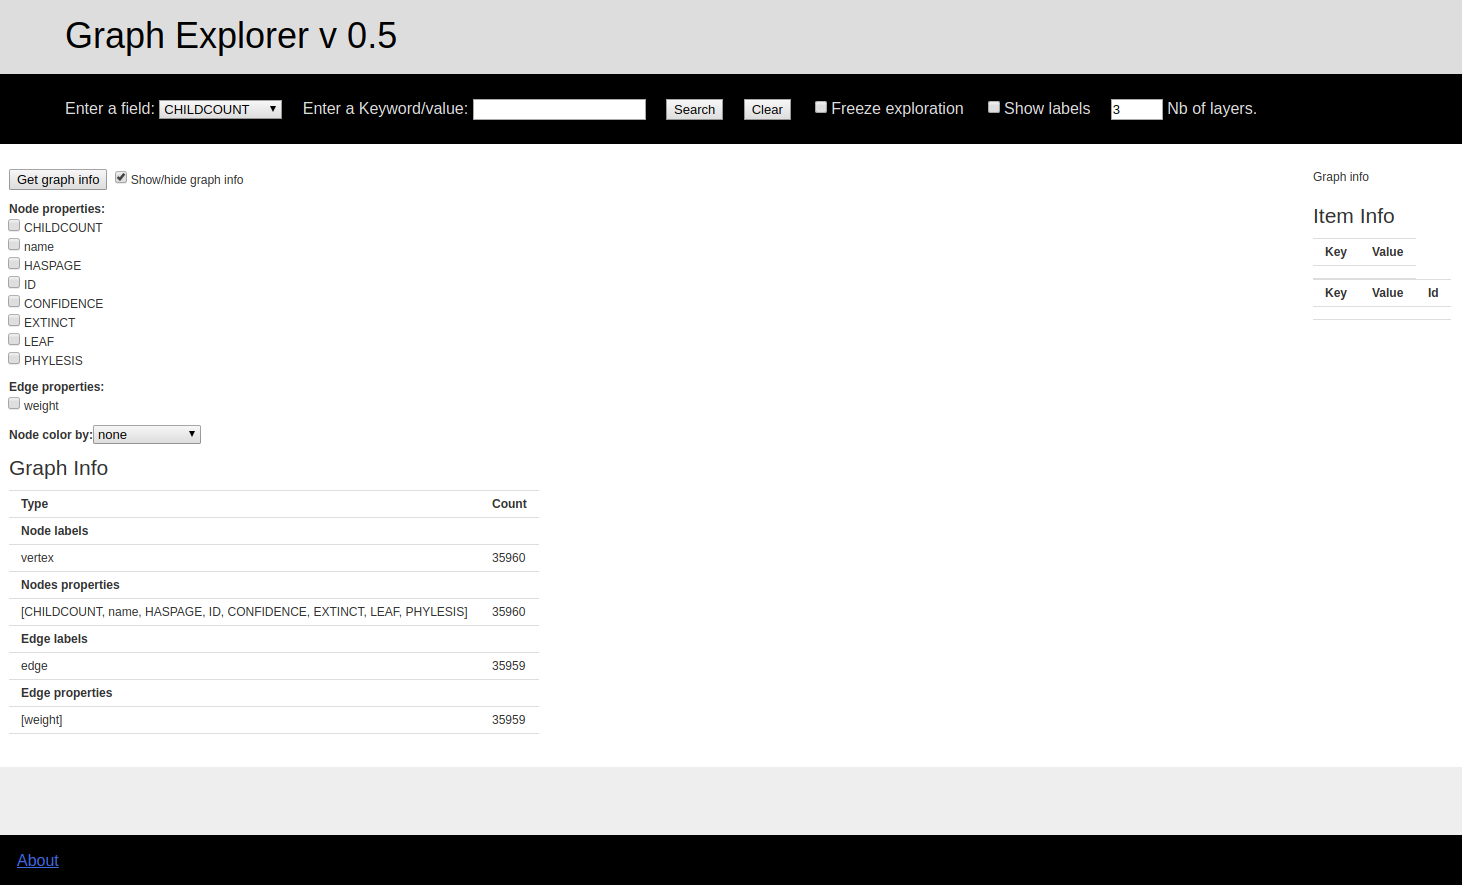 Graph Explorer v 0.5
Enter a field: CHILDCOUNT Enter a Keyword/value: Search Clear Freeze exploration Show labels 3 Nb of layers.
Get graph info Show/hide graph info
Node properties:
CHILDCOUNT
name
HASPAGE
ID
CONFIDENCE
EXTINCT
LEAF
PHYLESIS
Edge properties:
weight
Node color by: none
Graph Info
Type Count
Node labels
vertex 35960
Nodes properties
[CHILDCOUNT, name, HASPAGE, ID, CONFIDENCE, EXTINCT, LEAF, PHYLESIS] 35960
Edge labels
edge 35959
Edge properties
[weight] 35959
Graph info
Item Info
Key Value
Key Value Id
About